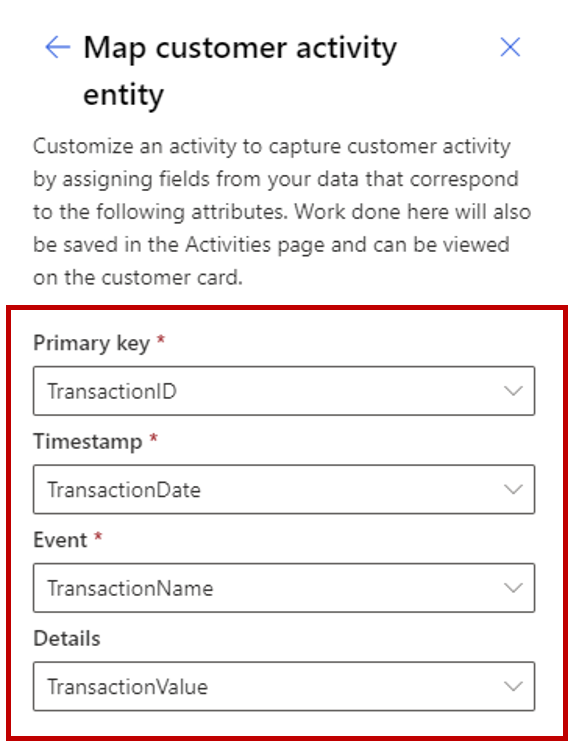 Map customer activity
entity
Customize an activity to capture customer activity
by assigning fields from your data that correspond
to the following attributes. Work done here will also
be saved in the Activities page and can be viewed
on the customer card.
Primary key *
TransactionID
Timestamp *
TransactionDate
Event *
TransactionName
Details
TransactionValue